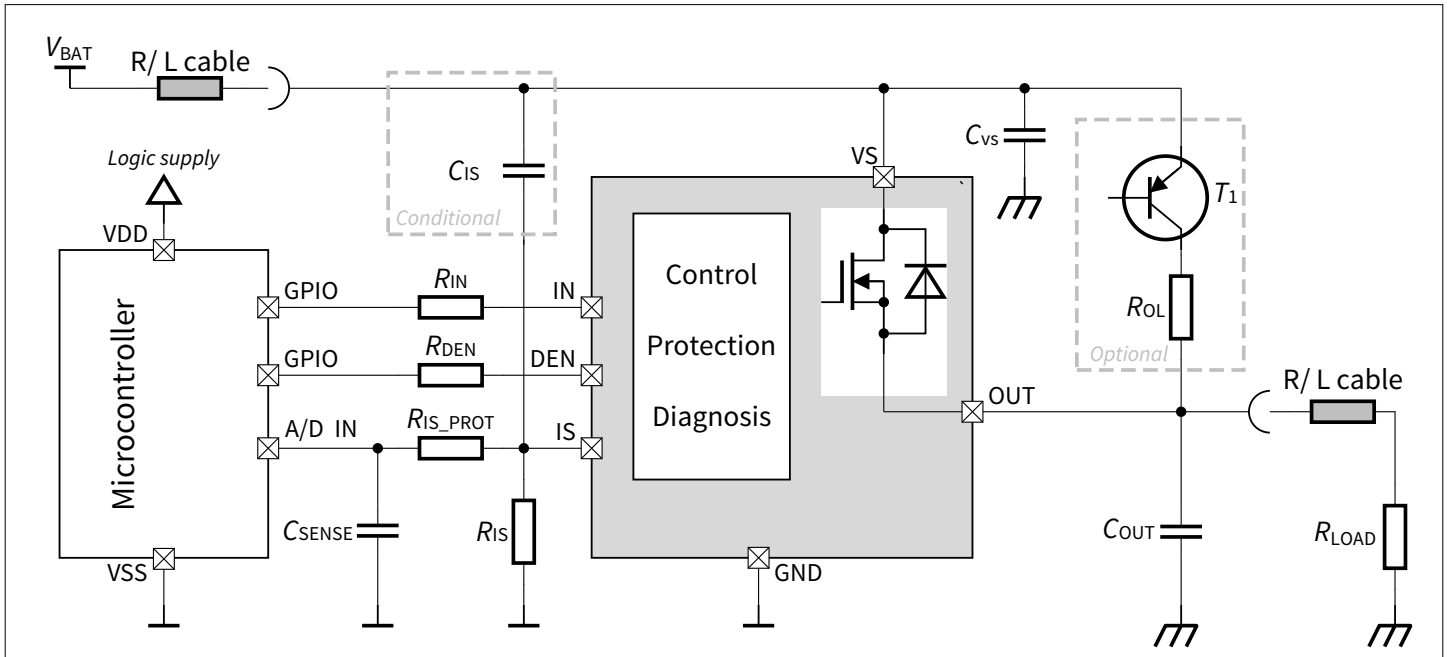 VBAT
R/ L cable
Logic supply
CIS
Conditional
VS
Cvs
T1
VDD
Microcontroller
GPIO
RIN
IN
GPIO
RDEN
DEN
A/D IN
RIS_PROT
IS
Control
Protection
Diagnosis
ROL
Optional
OUT
R/ L cable
CSENSE
RIS
COUT
RLOAD
VSS
GND